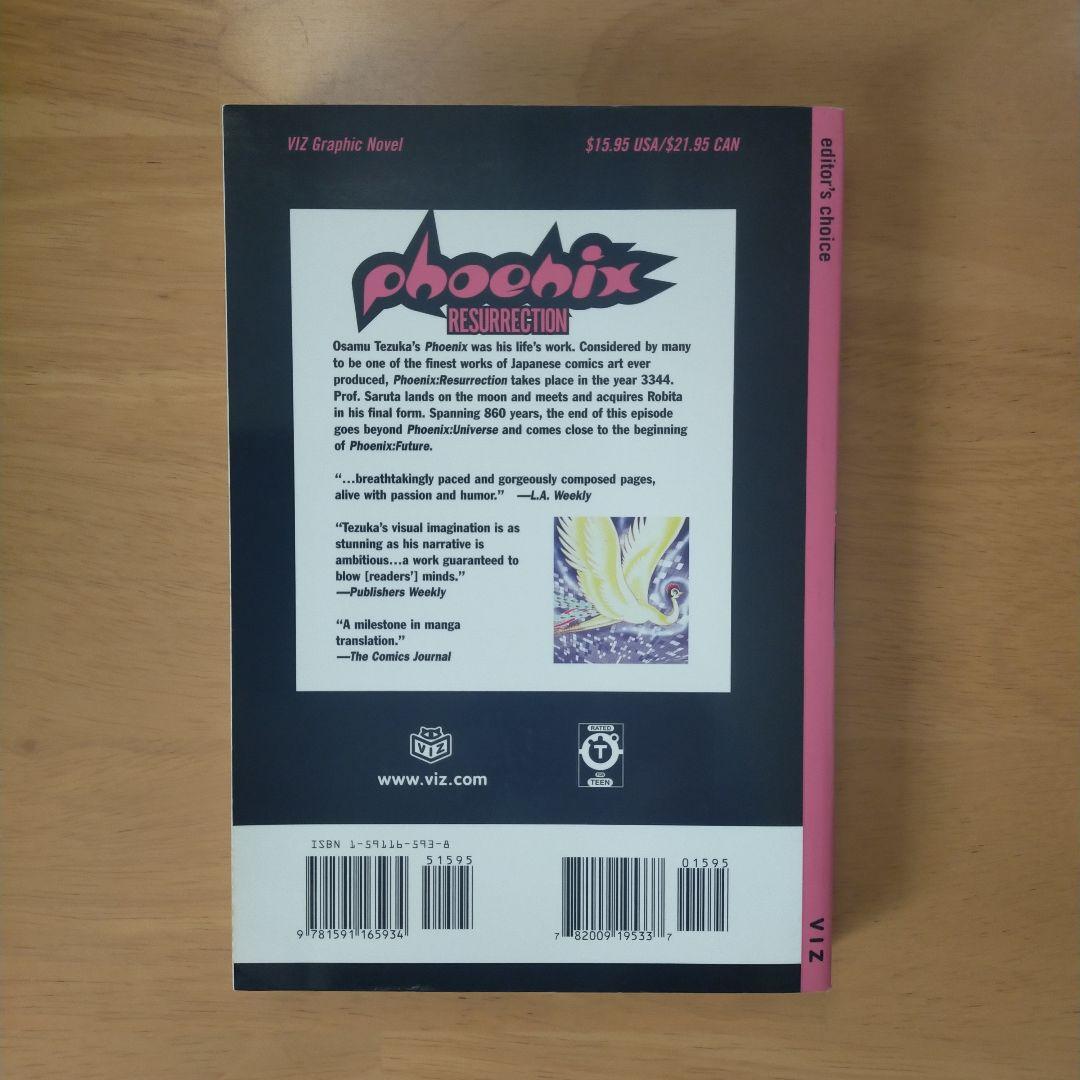 VIZ Graphic Novel
$15.95 USA/$21.95 CAN
editor's choice
phoenix
RESURRECTION
Osamu Tezuka's Phoenix was his life's work. Considered by many
to be one of the finest works of Japanese comics art ever
produced, Phoenix:Resurrection takes place in the year 3344.
Prof. Saruta lands on the moon and meets and acquires Robita
in his final form. Spanning 860 years, the end of this episode
goes beyond Phoenix:Universe and comes close to the beginning
of Phoenix:Future.
“...breathtakingly paced and gorgeously composed pages,
alive with passion and humor.” —L.A. Weekly
“Tezuka's visual imagination is as
stunning as his narrative is
ambitious...a work guaranteed to
blow [readers'] minds.”
—Publishers Weekly
“A milestone in manga
translation.”
—The Comics Journal
VIZ
www.viz.com
RATED
T
FOR
TEEN
ISBN 1-59116-593-8
51595
9 781591 165934
01595
7 82009 19533 7
VIZ